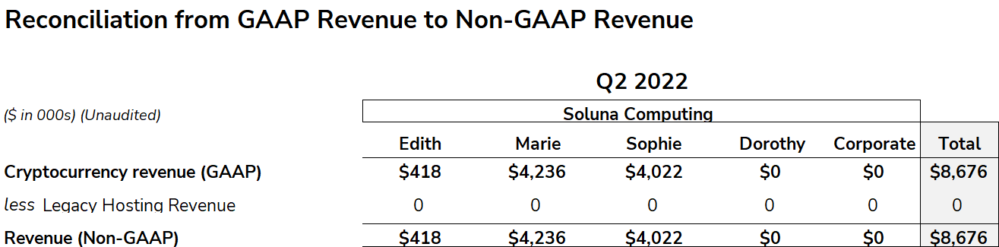 Reconciliation from GAAP Revenue to Non-GAAP Revenue
Q2 2022
($ in 000s) (Unaudited)
Soluna Computing
Edith Marie Sophie Dorothy Corporate Total
Cryptocurrency revenue (GAAP) $418 $4,236 $4,022 $0 $0 $8,676
less Legacy Hosting Revenue 0 0 0 0 0 0
Revenue (Non-GAAP) $418 $4,236 $4,022 $0 $0 $8,676